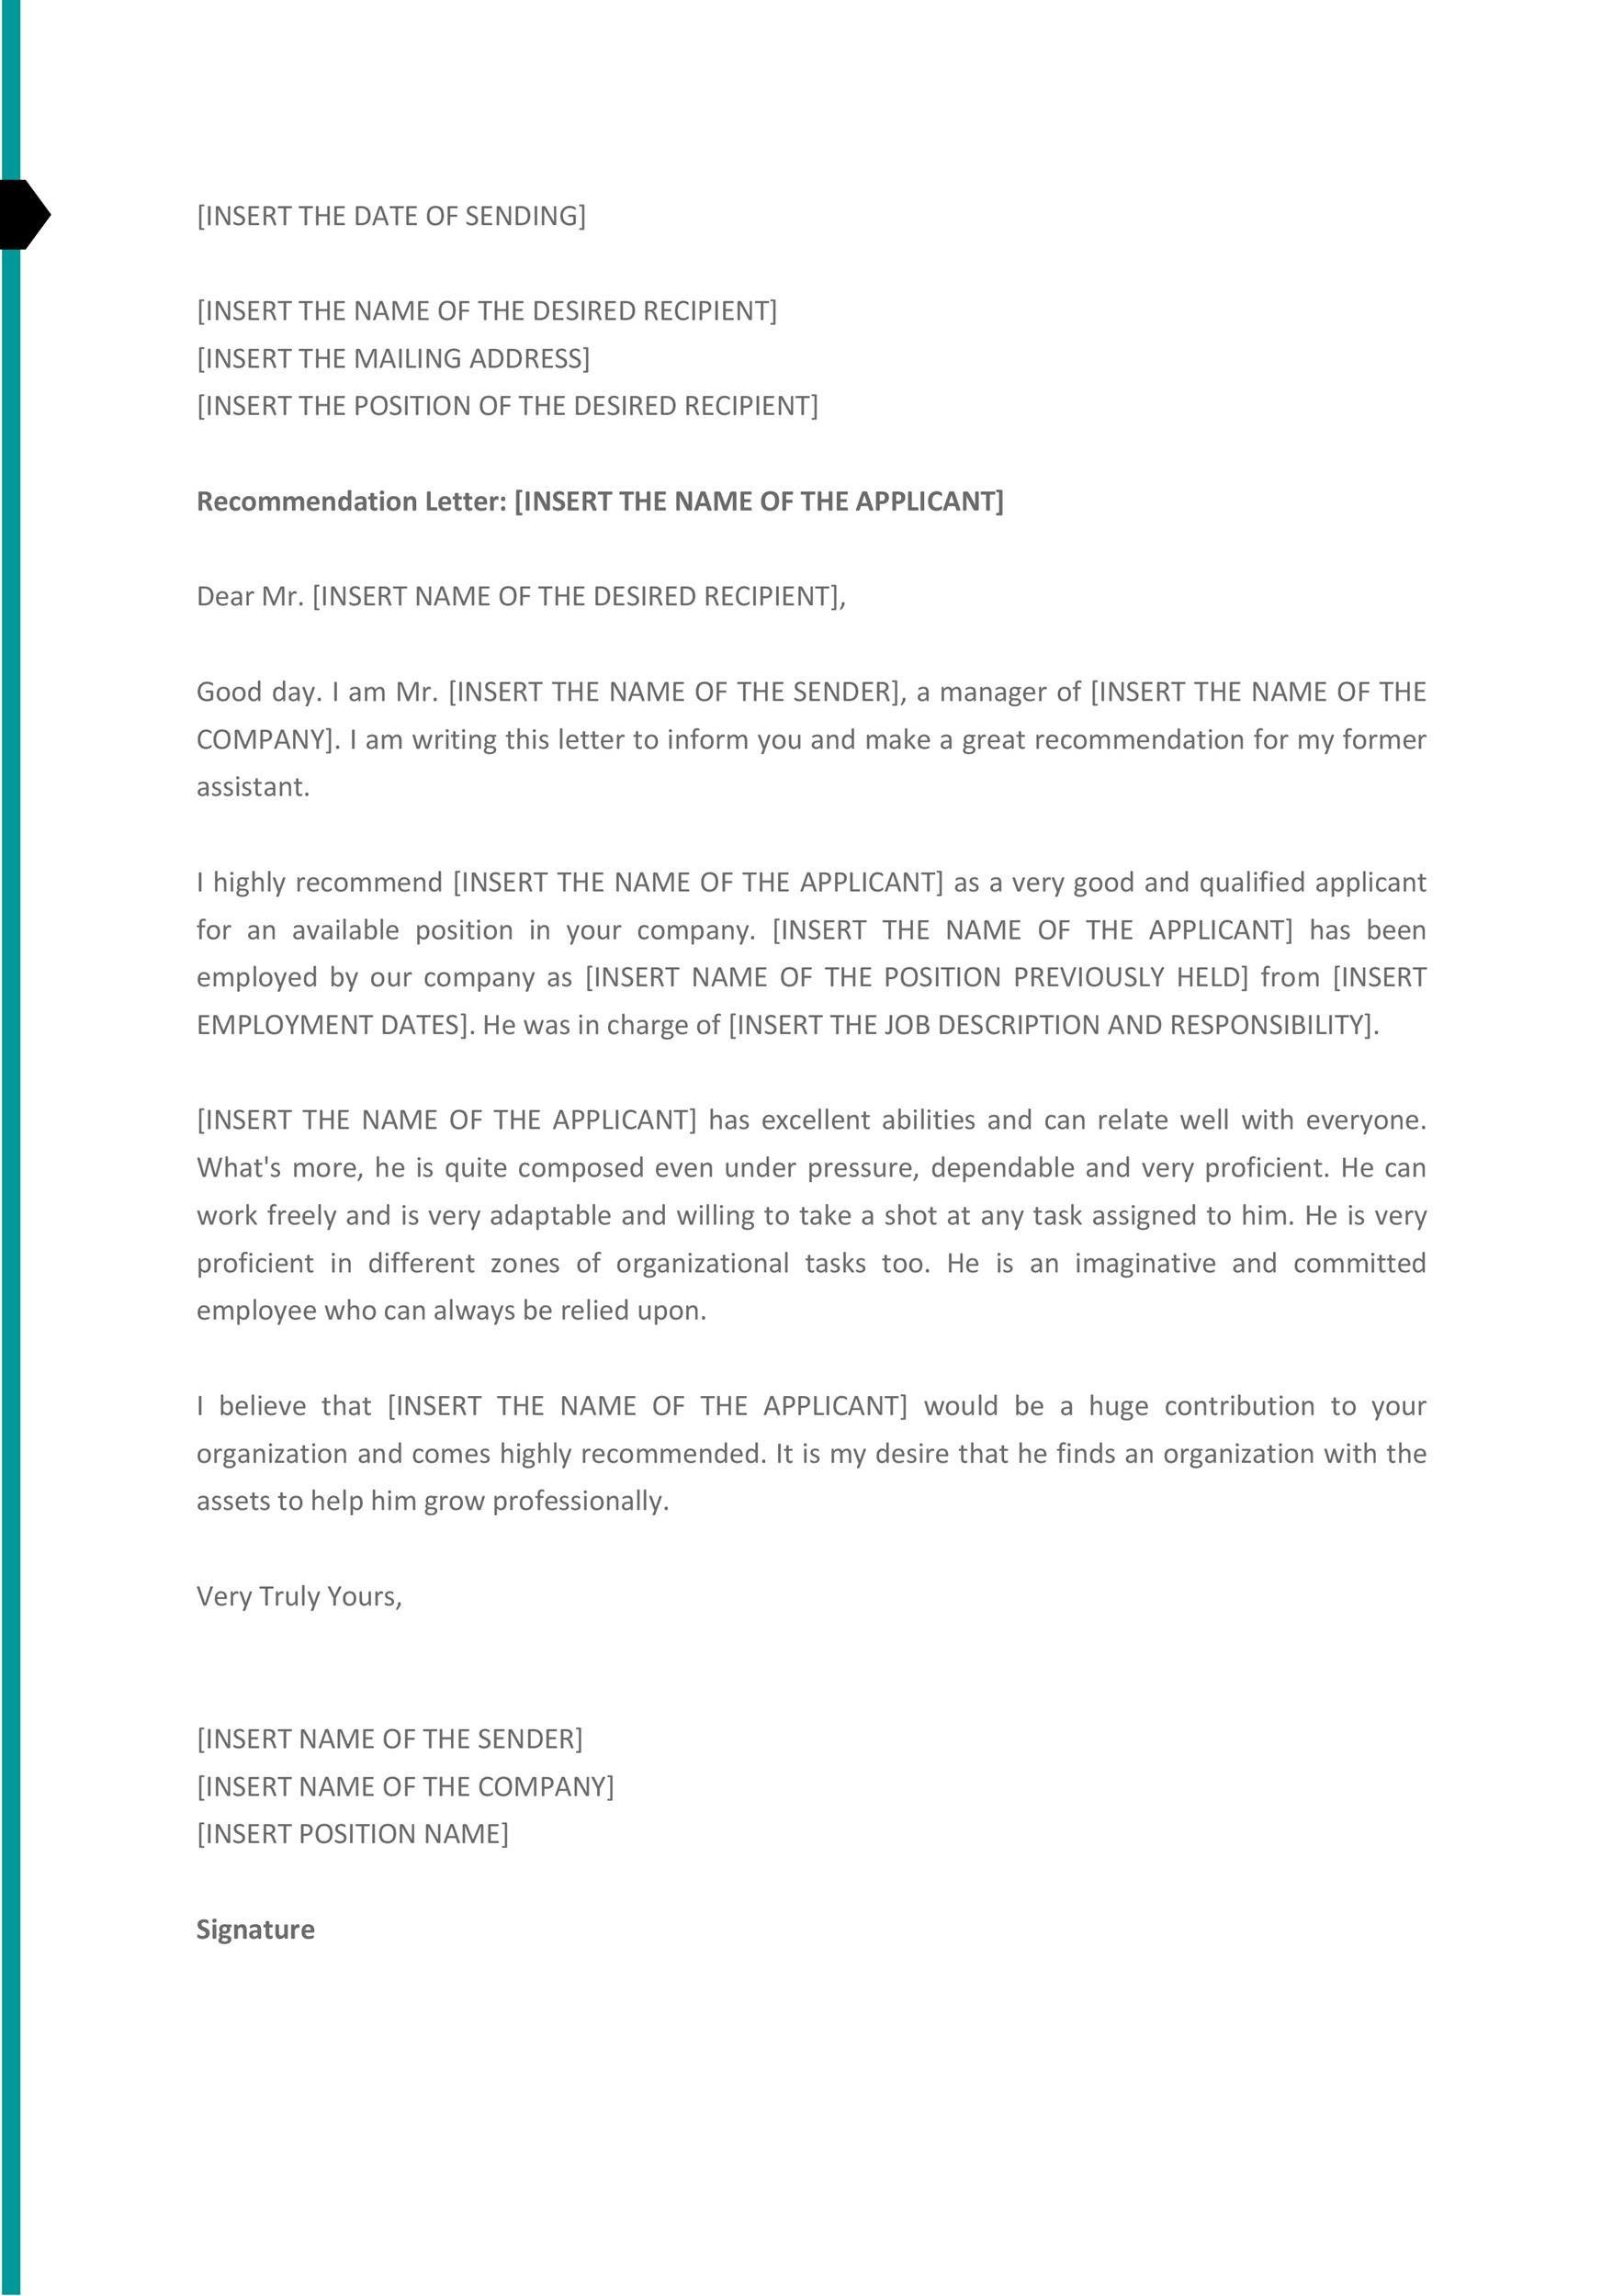 [INSERT THE DATE OF SENDING]
[INSERT THE NAME OF THE DESIRED RECIPIENT]
[INSERT THE MAILING ADDRESS]
[INSERT THE POSITION OF THE DESIRED RECIPIENT]
Recommendation Letter: [INSERT THE NAME OF THE APPLICANT]
Dear Mr. [INSERT NAME OF THE DESIRED RECIPIENT],
Good day. I am Mr. [INSERT THE NAME OF THE SENDER], a manager of [INSERT THE NAME OF THE
COMPANY]. I am writing this letter to inform you and make a great recommendation for my former
assistant.
I highly recommend [INSERT THE NAME OF THE APPLICANT] as a very good and qualified applicant
for an available position in your company. [INSERT THE NAME OF THE APPLICANT] has been
employed by our company as [INSERT NAME OF THE POSITION PREVIOUSLY HELD] from [INSERT
EMPLOYMENT DATES]. He was in charge of [INSERT THE JOB DESCRIPTION AND RESPONSIBILITY].
[INSERT THE NAME OF THE APPLICANT] has excellent abilities and can relate well with everyone.
What's more, he is quite composed even under pressure, dependable and very proficient. He can
work freely and is very adaptable and willing to take a shot at any task assigned to him. He is very
proficient in different zones of organizational tasks too. He is an imaginative and committed
employee who can always be relied upon.
I believe that [INSERT THE NAME OF THE APPLICANT] would be a huge contribution to your
organization and comes highly recommended. It is my desire that he finds an organization with the
assets to help him grow professionally.
Very Truly Yours,
[INSERT NAME OF THE SENDER]
[INSERT NAME OF THE COMPANY]
[INSERT POSITION NAME]
Signature